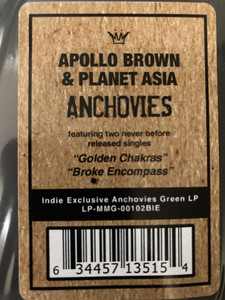 APOLLO BROWN
& PLANET ASIA
ANCHOVIES
featuring two never before
released singles
"Golden Chakras"
"Broke Encompass"
Indie Exclusive Anchovies Green LP
LP-MMG-00102BIE
6 34457 13515 4